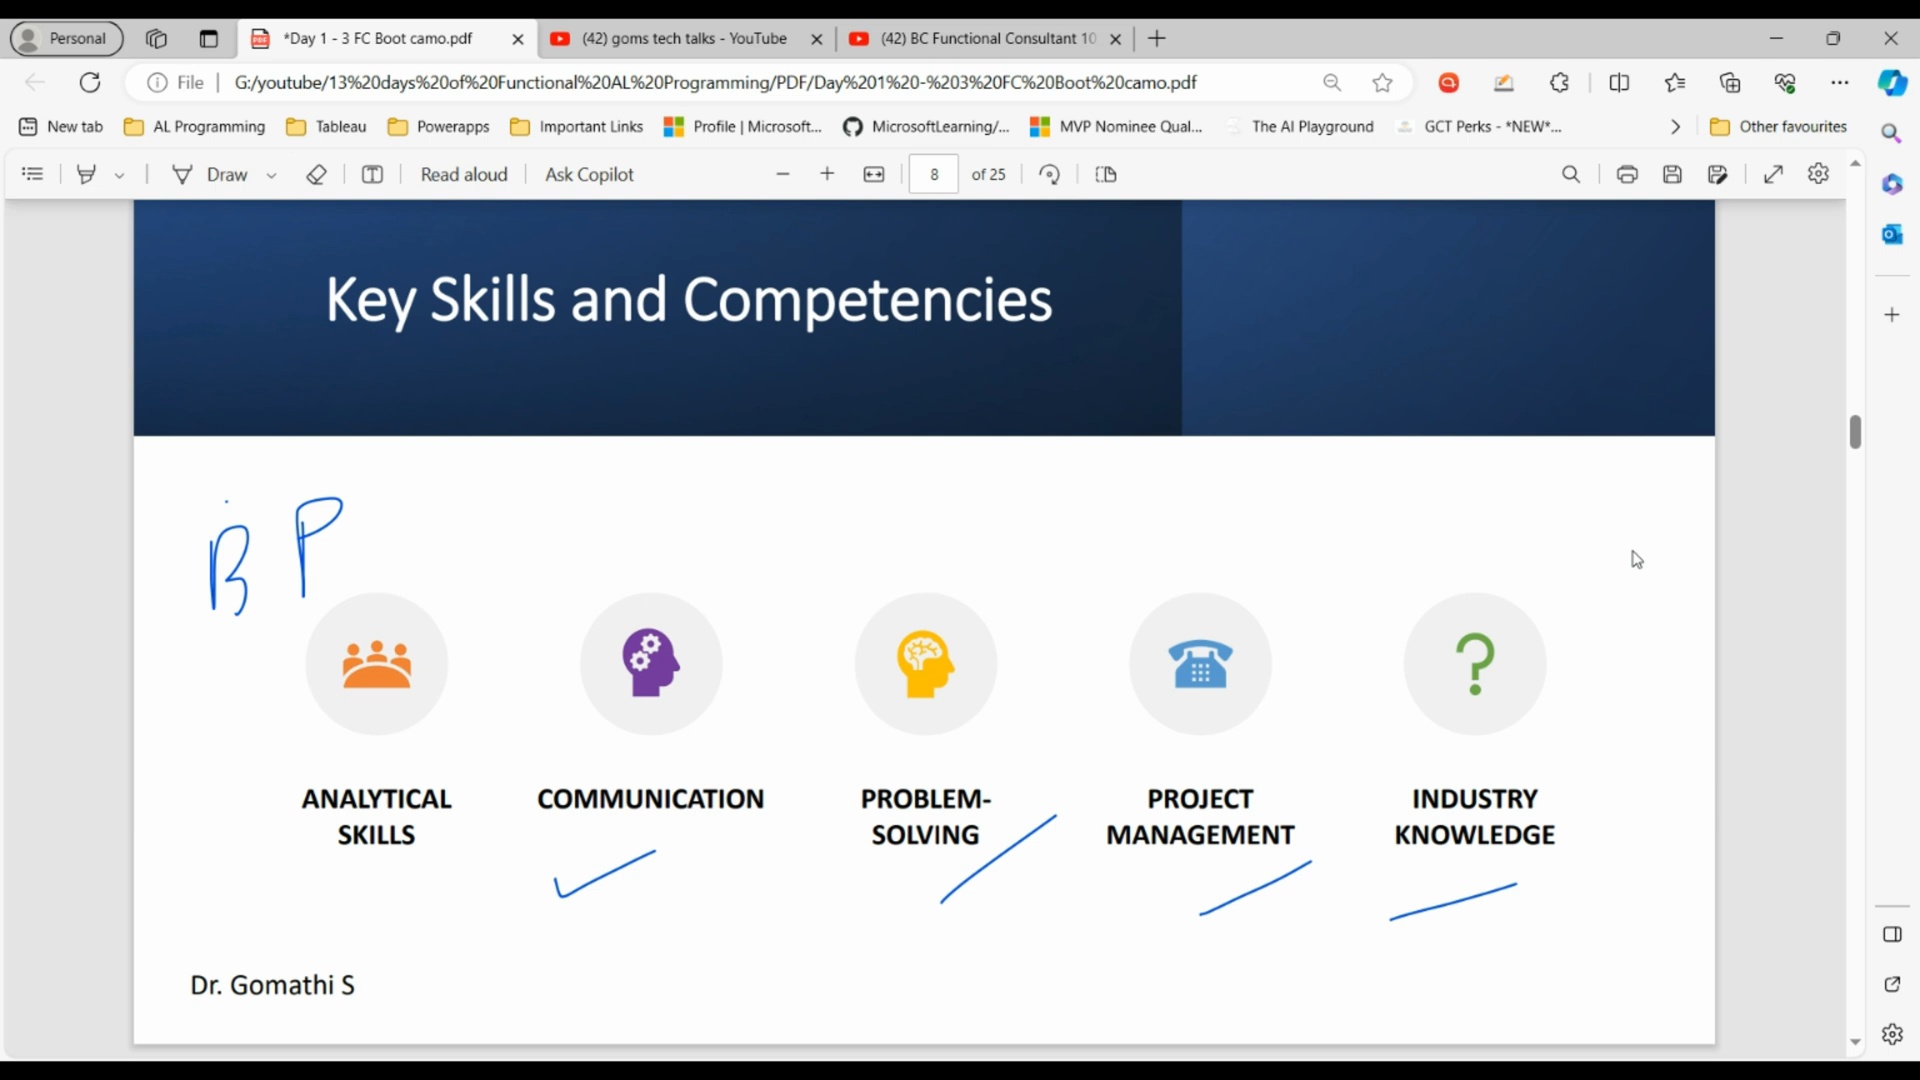 Personal
*Day 1 - 3 FC Boot camo.pdf
(42) goms tech talks - YouTube
(42) BC Functional Consultant 10
File
G:/youtube/13%20days%20of%20Functional%20AL%20Programming/PDF/Day%201%20-%203%20FC%20Boot%20camo.pdf
New tab
AL Programming
Tableau
Powerapps
Important Links
Profile | Microsoft...
MicrosoftLearning/...
MVP Nominee Qual...
The AI Playground
GCT Perks - *NEW*...
Other favourites
Draw
Read aloud
Ask Copilot
8
of 25
Key Skills and Competencies
B P
ANALYTICAL
SKILLS
COMMUNICATION
PROBLEM-
SOLVING
PROJECT
MANAGEMENT
INDUSTRY
KNOWLEDGE
Dr. Gomathi S